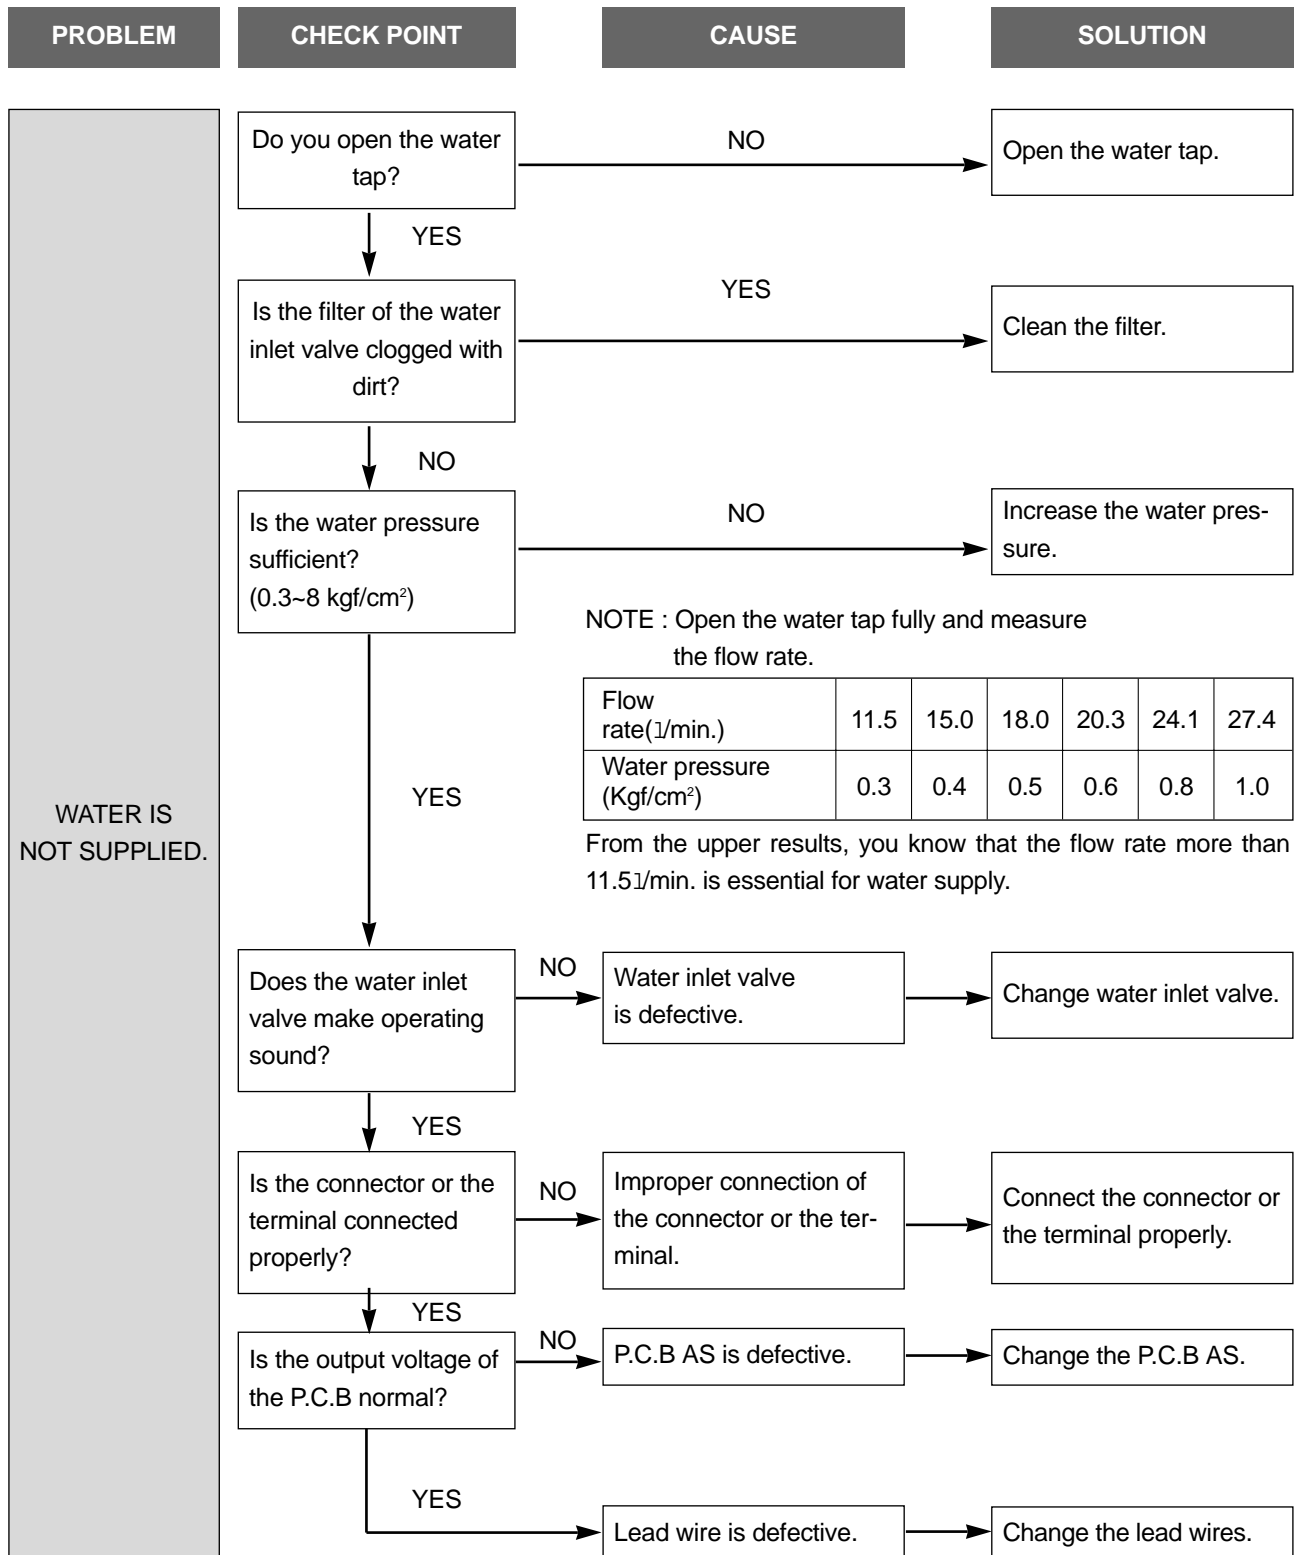 PROBLEM
CHECK POINT
CAUSE
SOLUTION
WATER IS
NOT SUPPLIED.
Do you open the water
tap?
NO
Open the water tap.
YES
Is the filter of the water
inlet valve clogged with
dirt?
YES
Clean the filter.
NO
Is the water pressure
sufficient?
(0.3~8 kgf/cm²)
NO
Increase the water pres-
sure.
NOTE : Open the water tap fully and measure
the flow rate.
Flow
rate(l/min.)
11.5 15.0 18.0 20.3 24.1 27.4
Water pressure
(Kgf/cm²)
0.3 0.4 0.5 0.6 0.8 1.0
From the upper results, you know that the flow rate more than
11.5l/min. is essential for water supply.
YES
Does the water inlet
valve make operating
sound?
NO
Water inlet valve
is defective.
Change water inlet valve.
YES
Is the connector or the
terminal connected
properly?
NO
Improper connection of
the connector or the ter-
minal.
Connect the connector or
the terminal properly.
YES
Is the output voltage of
the P.C.B normal?
NO
P.C.B AS is defective.
Change the P.C.B AS.
YES
Lead wire is defective.
Change the lead wires.